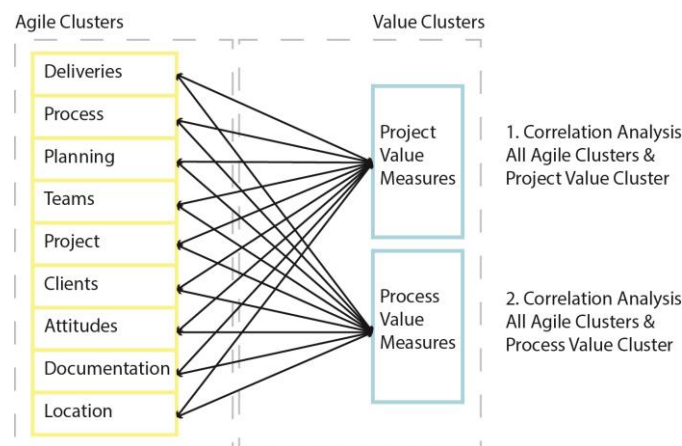 Agile Clusters
Value Clusters
Deliveries
Process
Planning
Teams
Project
Clients
Attitudes
Documentation
Location
Project
Value
Measures
Process
Value
Measures
1. Correlation Analysis
All Agile Clusters &
Project Value Cluster
2. Correlation Analysis
All Agile Clusters &
Process Value Cluster